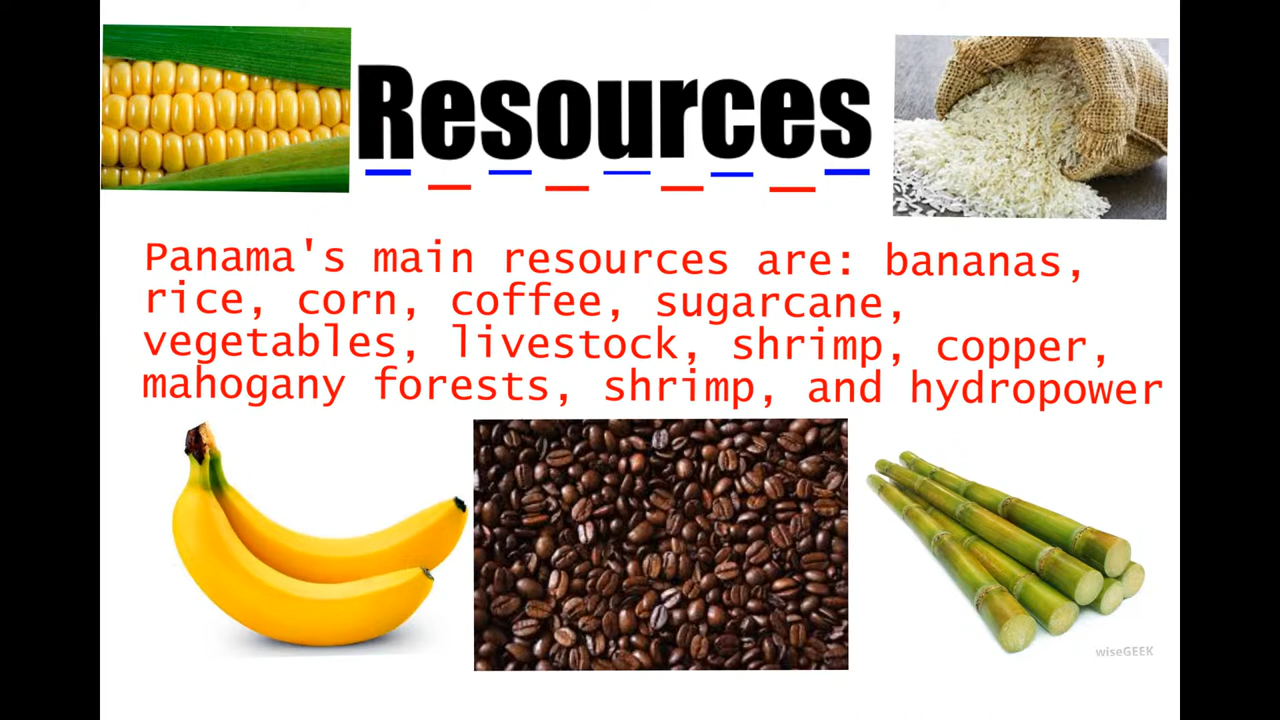 Resources
Panama's main resources are: bananas,
rice, corn, coffee, sugarcane,
vegetables, livestock, shrimp, copper,
mahogany forests, shrimp, and hydropower
wiseGEEK